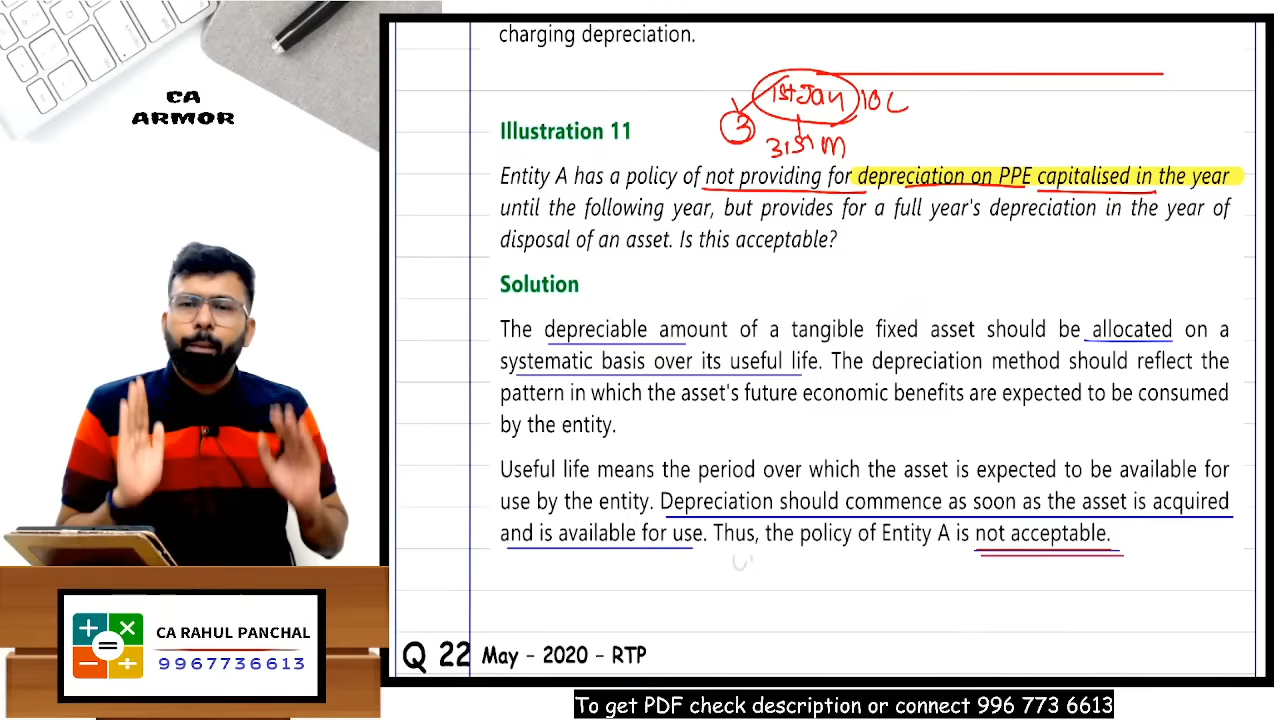 CA
ARMOR
charging depreciation.
1st Jan 10L
3
31st M
Illustration 11
Entity A has a policy of not providing for depreciation on PPE capitalised in the year
until the following year, but provides for a full year's depreciation in the year of
disposal of an asset. Is this acceptable?
Solution
The depreciable amount of a tangible fixed asset should be allocated on a
systematic basis over its useful life. The depreciation method should reflect the
pattern in which the asset's future economic benefits are expected to be consumed
by the entity.
Useful life means the period over which the asset is expected to be available for
use by the entity. Depreciation should commence as soon as the asset is acquired
and is available for use. Thus, the policy of Entity A is not acceptable.
Q 22 May - 2020 - RTP
CA RAHUL PANCHAL
9967736613
To get PDF check description or connect 996 773 6613